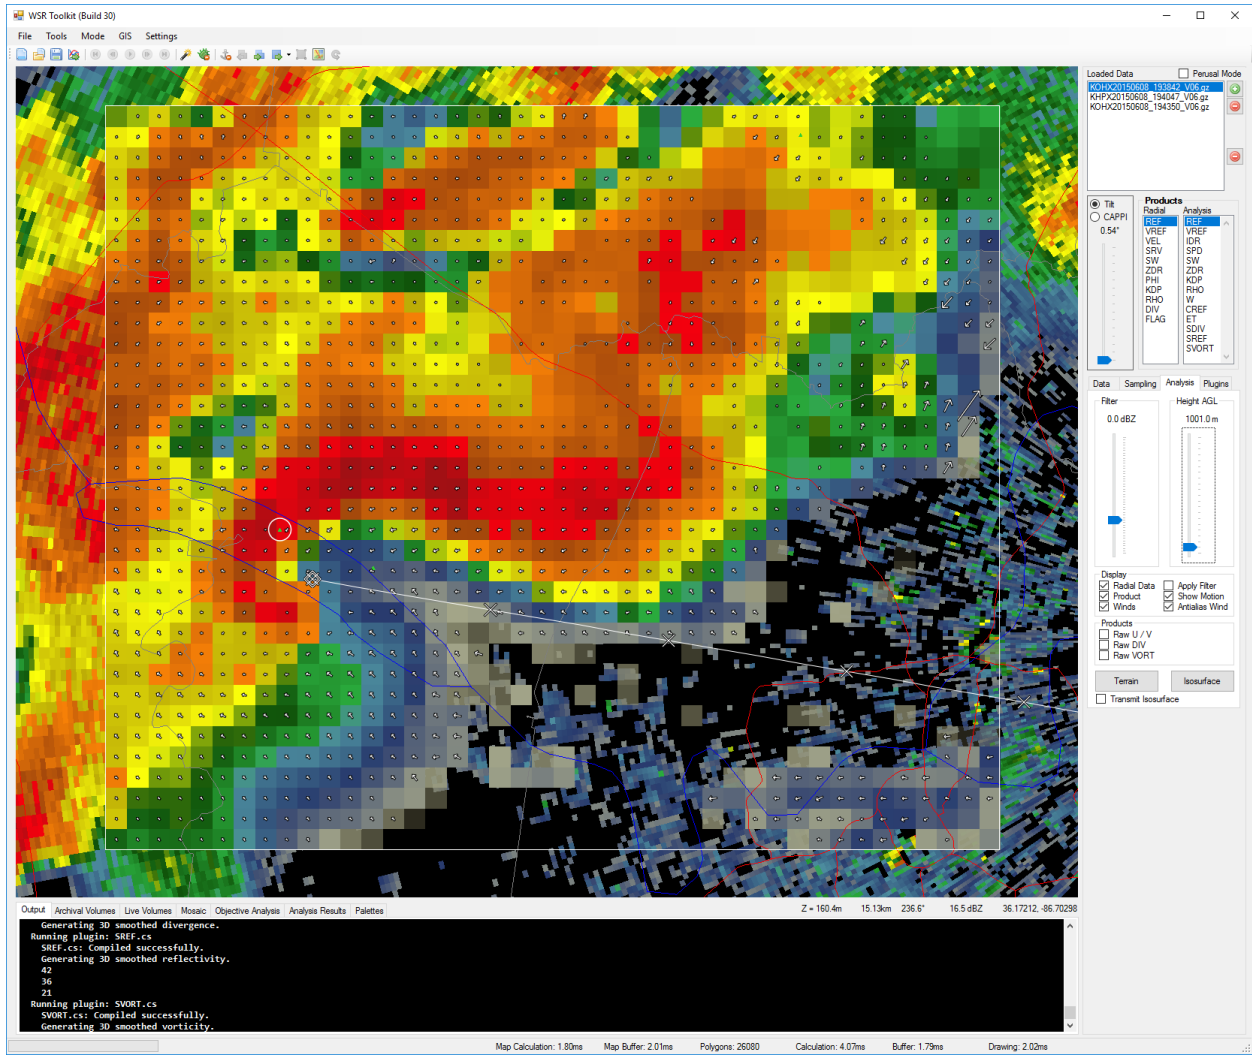 WSR Toolkit (Build 30)
File Tools Mode GIS Settings
Loaded Data Perusal Mode
KOHX20150608_193842_V06.gz
KHPX20150608_194047_V06.gz
KOHX20150608_194350_V06.gz
Tilt
CAPPI
0.54°
Products
Radial Analysis
REF REF
VREF VREF
VEL IDR
SRV SPD
SW SW
ZDR ZDR
PHI KDP
KDP RHO
RHO W
DIV CREF
FLAG ET
SDIV
SREF
SVORT
Data Sampling Analysis Plugins
Filter Height AGL
0.0 dBZ 1001.0 m
Display
Radial Data Apply Filter
Product Show Motion
Winds Antialias Wind
Products
Raw U / V
Raw DIV
Raw VORT
Terrain Isosurface
Transmit Isosurface
Output Archival Volumes Live Volumes Mosaic Objective Analysis Analysis Results Palettes
Z = 160.4m 15.13km 236.6° 16.5 dBZ 36.17212, -86.70298
Generating 3D smoothed divergence.
Running plugin: SREF.cs
SREF.cs: Compiled successfully.
Generating 3D smoothed reflectivity.
42
36
21
Running plugin: SVORT.cs
SVORT.cs: Compiled successfully.
Generating 3D smoothed vorticity.
Map Calculation: 1.80ms Map Buffer: 2.01ms Polygons: 26080 Calculation: 4.07ms Buffer: 1.79ms Drawing: 2.02ms